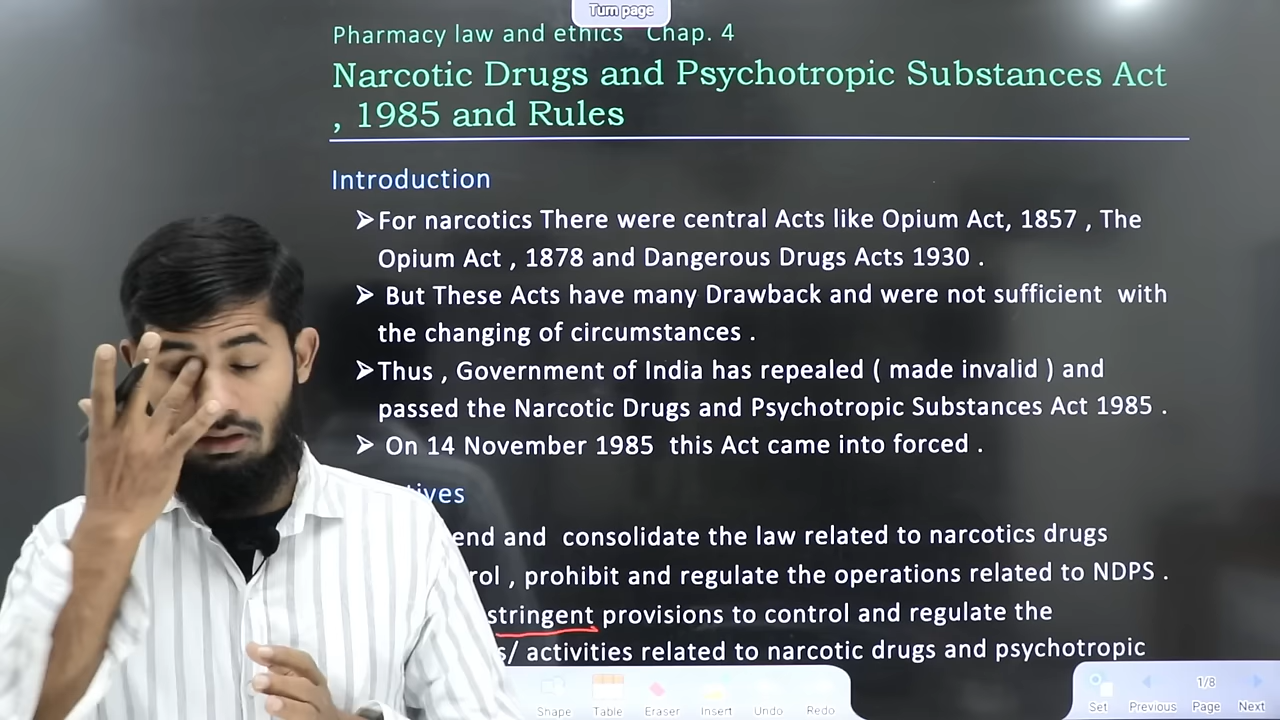 Turn page
Pharmacy law and ethics Chap. 4
Narcotic Drugs and Psychotropic Substances Act
, 1985 and Rules
Introduction
➢For narcotics There were central Acts like Opium Act, 1857 , The
Opium Act , 1878 and Dangerous Drugs Acts 1930 .
➢ But These Acts have many Drawback and were not sufficient with
the changing of circumstances .
➢Thus , Government of India has repealed ( made invalid ) and
passed the Narcotic Drugs and Psychotropic Substances Act 1985 .
➢ On 14 November 1985 this Act came into forced .
and consolidate the law related to narcotics drugs
, prohibit and regulate the operations related to NDPS .
stringent provisions to control and regulate the
/ activities related to narcotic drugs and psychotropic
Shape Table Eraser Insert Undo Redo
1/8
Set Previous Page Next